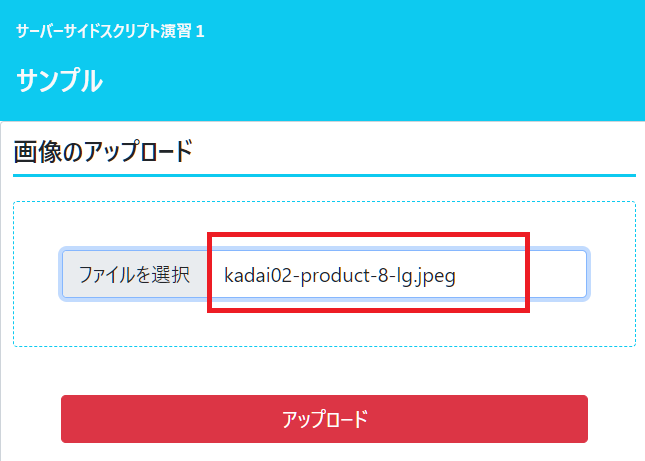 サーバーサイドスクリプト演習 1
サンプル
画像のアップロード
ファイルを選択 kadai02-product-8-lg.jpeg
アップロード